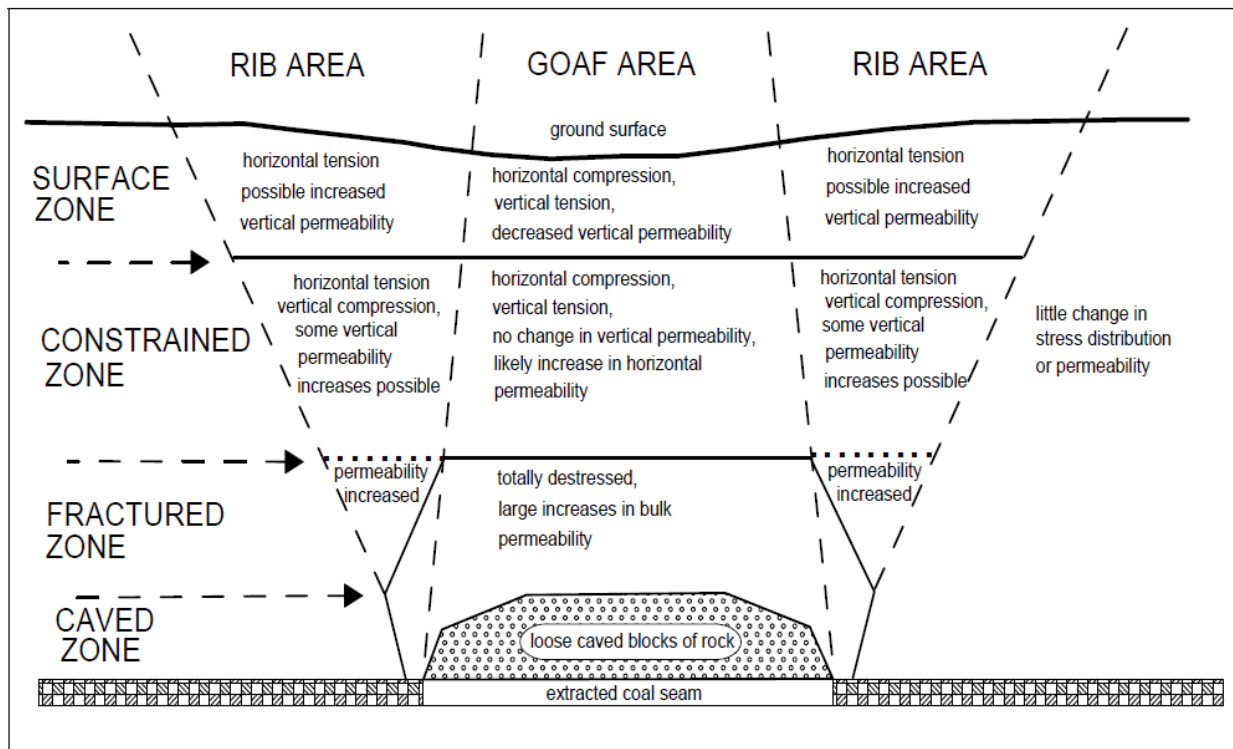 RIB AREA
GOAF AREA
RIB AREA
ground surface
SURFACE
ZONE
horizontal tension
possible increased
vertical permeability
horizontal compression,
vertical tension,
decreased vertical permeability
horizontal tension
possible increased
vertical permeability
CONSTRAINED
ZONE
horizontal tension
vertical compression,
some vertical
permeability
increases possible
horizontal compression,
vertical tension,
no change in vertical permeability,
likely increase in horizontal
permeability
horizontal tension
vertical compression,
some vertical
permeability
increases possible
little change in
stress distribution
or permeability
FRACTURED
ZONE
permeability
increased
totally destressed,
large increases in bulk
permeability
permeability
increased
CAVED
ZONE
loose caved blocks of rock
extracted coal seam